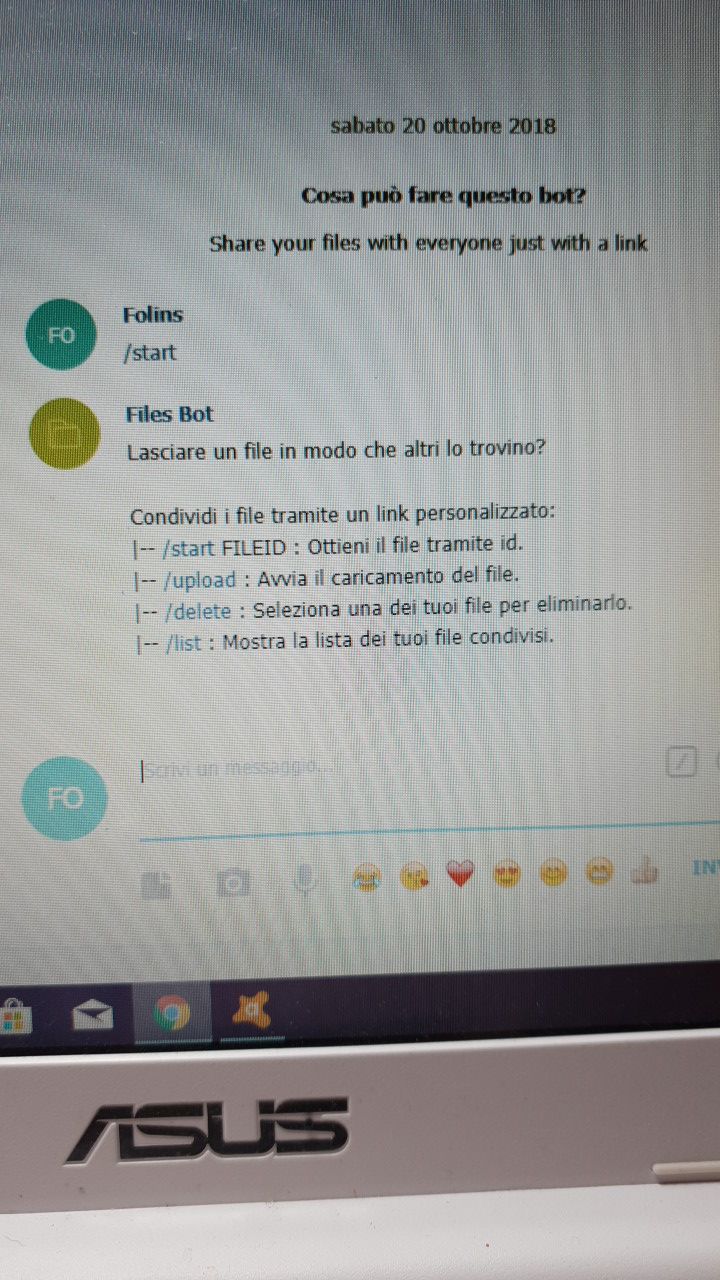 sabato 20 ottobre 2018
Cosa può fare questo bot?
Share your files with everyone just with a link
FO
Folins
/start
Files Bot
Lasciare un file in modo che altri lo trovino?
Condividi i file tramite un link personalizzato:
|-- /start FILEID : Ottieni il file tramite id.
|-- /upload : Avvia il caricamento del file.
|-- /delete : Seleziona una dei tuoi file per eliminarlo.
|-- /list : Mostra la lista dei tuoi file condivisi.
FO
Scrivi un messaggio...
ASUS